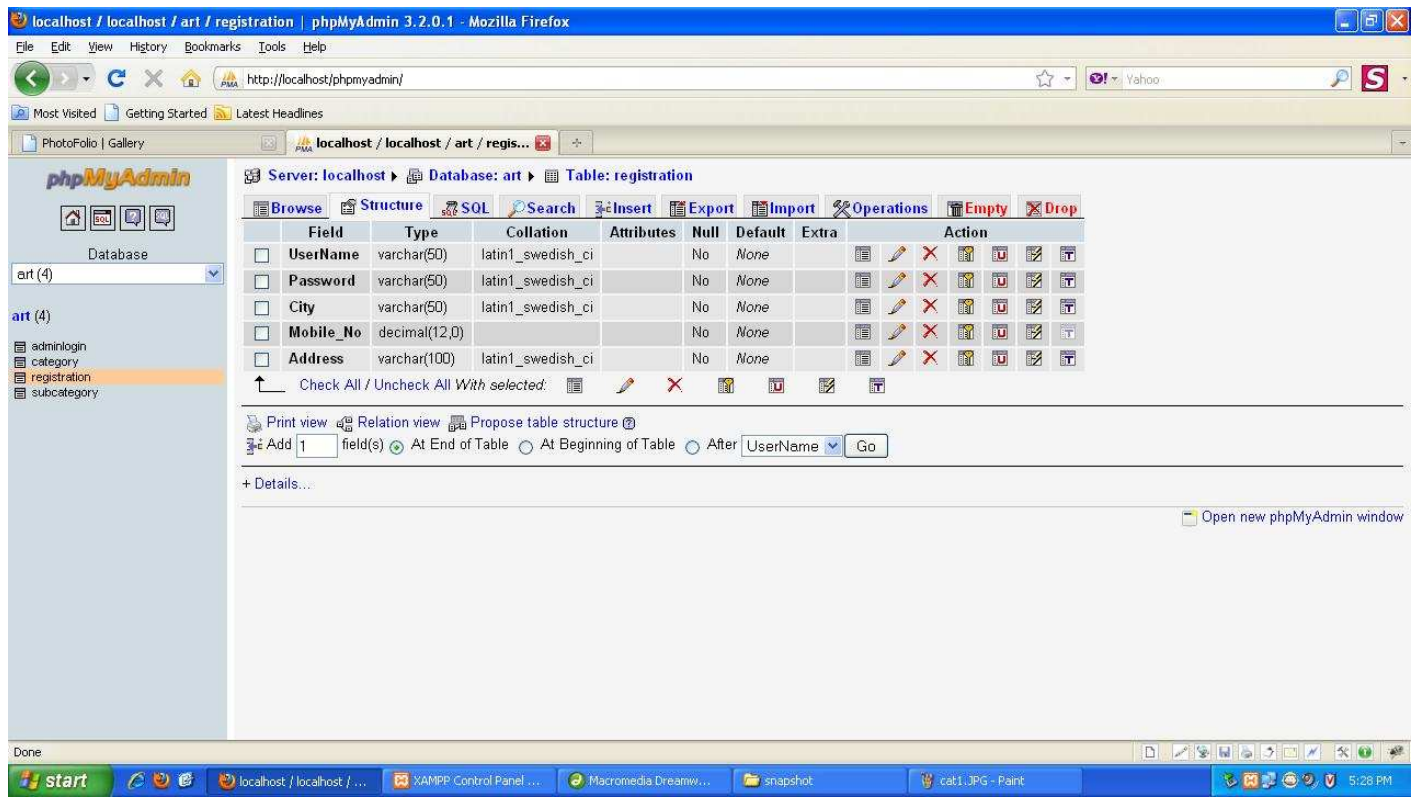 localhost / localhost / art / registration | phpMyAdmin 3.2.0.1 - Mozilla Firefox
File Edit View History Bookmarks Tools Help
http://localhost/phpmyadmin/ Yahoo S
Most Visited Getting Started Latest Headlines
PhotoFolio | Gallery localhost / localhost / art / regis...
phpMyAdmin
Database
art (4)
art (4)
adminlogin
category
registration
subcategory
Server: localhost Database: art Table: registration
Browse Structure SQL Search Insert Export Import Operations Empty Drop
Field Type Collation Attributes Null Default Extra Action
UserName varchar(50) latin1_swedish_ci No None
Password varchar(50) latin1_swedish_ci No None
City varchar(50) latin1_swedish_ci No None
Mobile_No decimal(12,0) No None
Address varchar(100) latin1_swedish_ci No None
Check All / Uncheck All With selected:
Print view Relation view Propose table structure
Add 1 field(s) At End of Table At Beginning of Table After UserName Go
+ Details...
Open new phpMyAdmin window
Done
start localhost / localhost / ... XAMPP Control Panel ... Macromedia Dreamw... snapshot cat1.JPG - Paint 5:28 PM